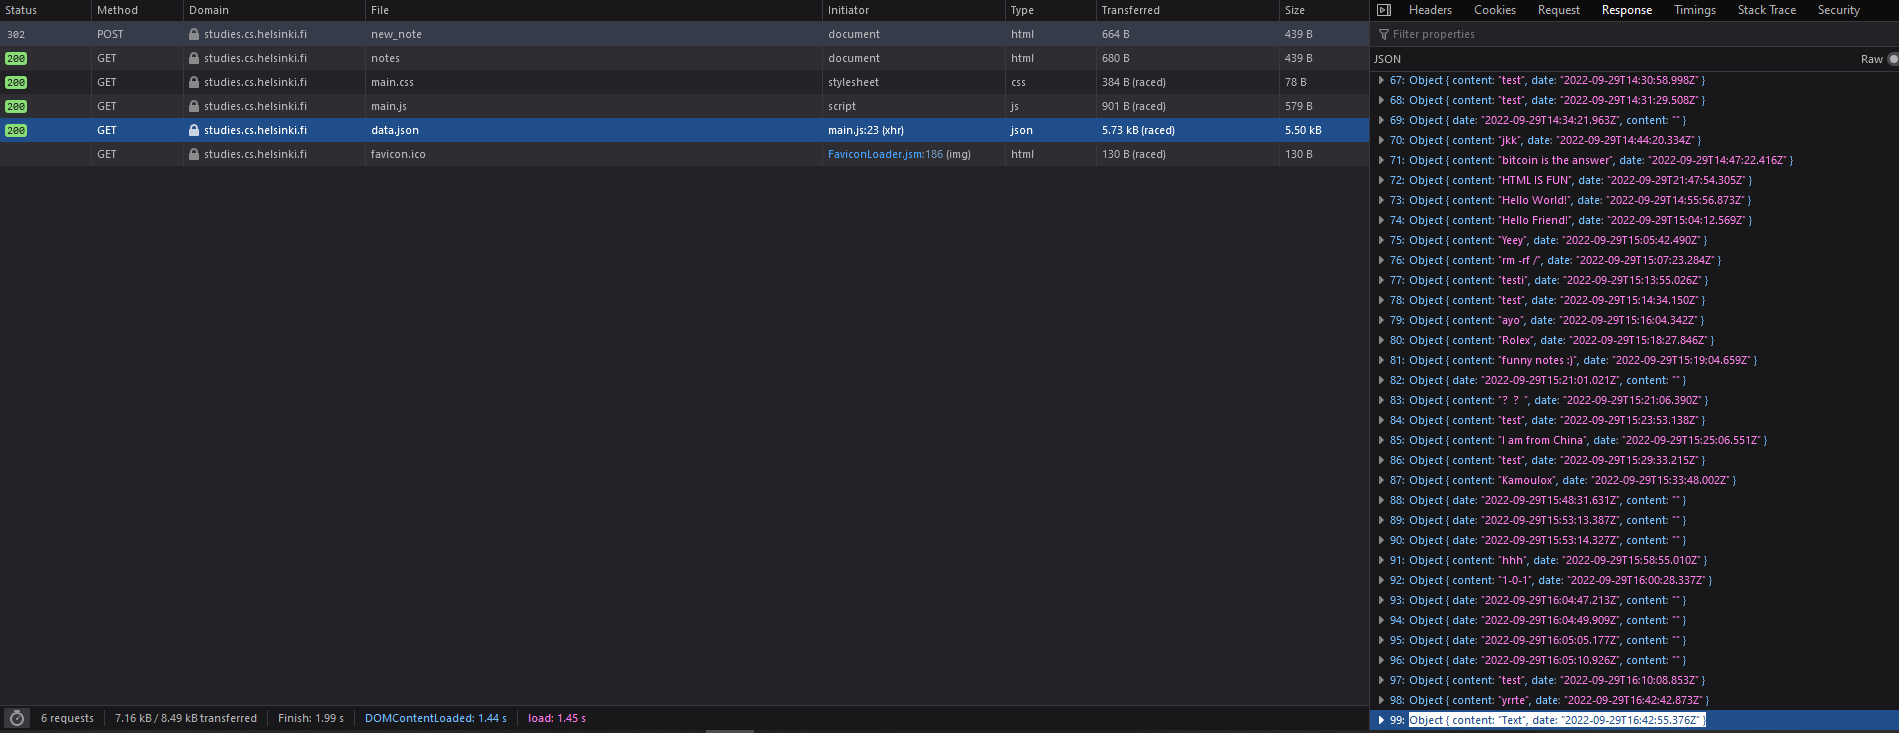 Status Method Domain File Initiator Type Transferred Size
302 POST studies.cs.helsinki.fi new_note document html 664 B 439 B
200 GET studies.cs.helsinki.fi notes document html 680 B 439 B
200 GET studies.cs.helsinki.fi main.css stylesheet css 384 B (raced) 78 B
200 GET studies.cs.helsinki.fi main.js script js 901 B (raced) 579 B
200 GET studies.cs.helsinki.fi data.json main.js:23 (xhr) json 5.73 kB (raced) 5.50 kB
GET studies.cs.helsinki.fi favicon.ico FaviconLoader.jsm:186 (img) html 130 B (raced) 130 B
6 requests 7.16 kB / 8.49 kB transferred Finish: 1.99 s DOMContentLoaded: 1.44 s load: 1.45 s
Headers Cookies Request Response Timings Stack Trace Security
Filter properties
JSON Raw
67: Object { content: "test", date: "2022-09-29T14:30:58.998Z" }
68: Object { content: "test", date: "2022-09-29T14:31:29.508Z" }
69: Object { date: "2022-09-29T14:34:21.963Z", content: "" }
70: Object { content: "jkk", date: "2022-09-29T14:44:20.334Z" }
71: Object { content: "bitcoin is the answer", date: "2022-09-29T14:47:22.416Z" }
72: Object { content: "HTML IS FUN", date: "2022-09-29T21:47:54.305Z" }
73: Object { content: "Hello World!", date: "2022-09-29T14:55:56.873Z" }
74: Object { content: "Hello Friend!", date: "2022-09-29T15:04:12.569Z" }
75: Object { content: "Yeey", date: "2022-09-29T15:05:42.490Z" }
76: Object { content: "rm -rf /", date: "2022-09-29T15:07:23.284Z" }
77: Object { content: "testi", date: "2022-09-29T15:13:55.026Z" }
78: Object { content: "test", date: "2022-09-29T15:14:34.150Z" }
79: Object { content: "ayo", date: "2022-09-29T15:16:04.342Z" }
80: Object { content: "Rolex", date: "2022-09-29T15:18:27.846Z" }
81: Object { content: "funny notes :)", date: "2022-09-29T15:19:04.659Z" }
82: Object { date: "2022-09-29T15:21:01.021Z", content: "" }
83: Object { content: "? ? ", date: "2022-09-29T15:21:06.390Z" }
84: Object { content: "test", date: "2022-09-29T15:23:53.138Z" }
85: Object { content: "I am from China", date: "2022-09-29T15:25:06.551Z" }
86: Object { content: "test", date: "2022-09-29T15:29:33.215Z" }
87: Object { content: "Kamoulox", date: "2022-09-29T15:33:48.002Z" }
88: Object { date: "2022-09-29T15:48:31.631Z", content: "" }
89: Object { date: "2022-09-29T15:53:13.387Z", content: "" }
90: Object { date: "2022-09-29T15:53:14.327Z", content: "" }
91: Object { content: "hhh", date: "2022-09-29T15:58:55.010Z" }
92: Object { content: "1-0-1", date: "2022-09-29T16:00:28.337Z" }
93: Object { date: "2022-09-29T16:04:47.213Z", content: "" }
94: Object { date: "2022-09-29T16:04:49.909Z", content: "" }
95: Object { date: "2022-09-29T16:05:05.177Z", content: "" }
96: Object { date: "2022-09-29T16:05:10.926Z", content: "" }
97: Object { content: "test", date: "2022-09-29T16:10:08.853Z" }
98: Object { content: "yrrte", date: "2022-09-29T16:42:42.873Z" }
99: Object { content: "Text", date: "2022-09-29T16:42:55.376Z" }